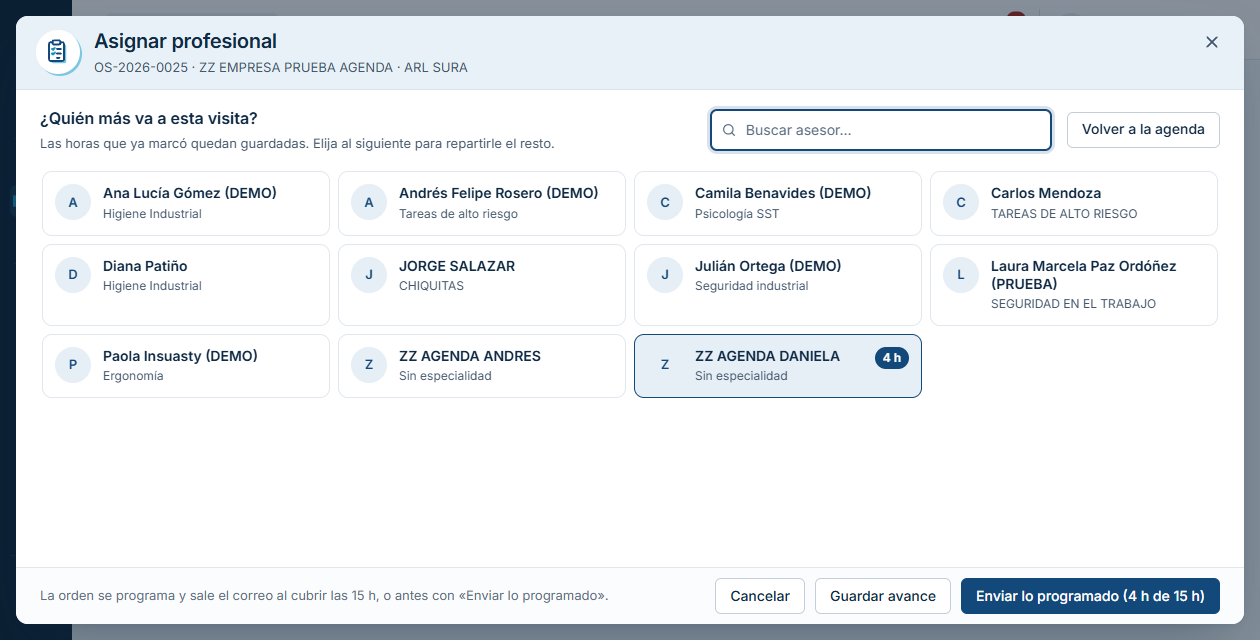 Asignar profesional
OS-2026-0025 · ZZ EMPRESA PRUEBA AGENDA · ARL SURA
¿Quién más va a esta visita?
Las horas que ya marcó quedan guardadas. Elija al siguiente para repartirle el resto.
Buscar asesor...
Volver a la agenda
A
Ana Lucía Gómez (DEMO)
Higiene Industrial
A
Andrés Felipe Rosero (DEMO)
Tareas de alto riesgo
C
Camila Benavides (DEMO)
Psicología SST
C
Carlos Mendoza
TAREAS DE ALTO RIESGO
D
Diana Patiño
Higiene Industrial
J
JORGE SALAZAR
CHIQUITAS
J
Julián Ortega (DEMO)
Seguridad industrial
L
Laura Marcela Paz Ordóñez
(PRUEBA)
SEGURIDAD EN EL TRABAJO
P
Paola Insuasty (DEMO)
Ergonomía
Z
ZZ AGENDA ANDRES
Sin especialidad
Z
ZZ AGENDA DANIELA
Sin especialidad
4 h
La orden se programa y sale el correo al cubrir las 15 h, o antes con «Enviar lo programado».
Cancelar
Guardar avance
Enviar lo programado (4 h de 15 h)